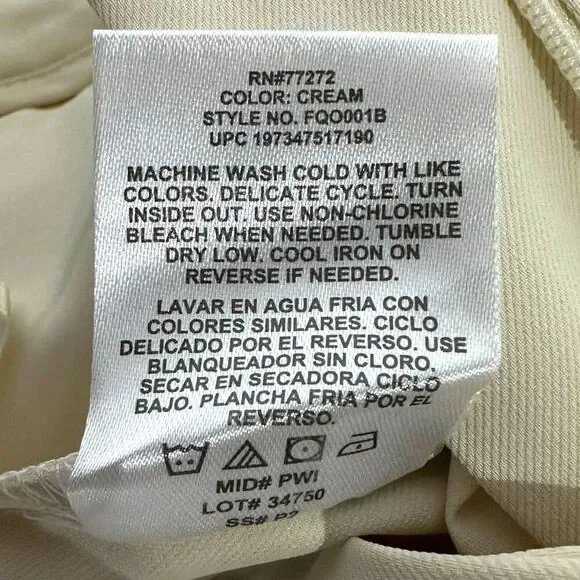 RN#77272
COLOR: CREAM
STYLE NO. FQO001B
UPC 197347517190
MACHINE WASH COLD WITH LIKE
COLORS. DELICATE CYCLE. TURN
INSIDE OUT. USE NON-CHLORINE
BLEACH WHEN NEEDED. TUMBLE
DRY LOW. COOL IRON ON
REVERSE IF NEEDED.
LAVAR EN AGUA FRIA CON
COLORES SIMILARES. CICLO
DELICADO POR EL REVERSO. USE
BLANQUEADOR SIN CLORO.
SECAR EN SECADORA CICLO
BAJO. PLANCHA FRIA POR EL
REVERSO.
MID# PWI
LOT# 34750
SS#